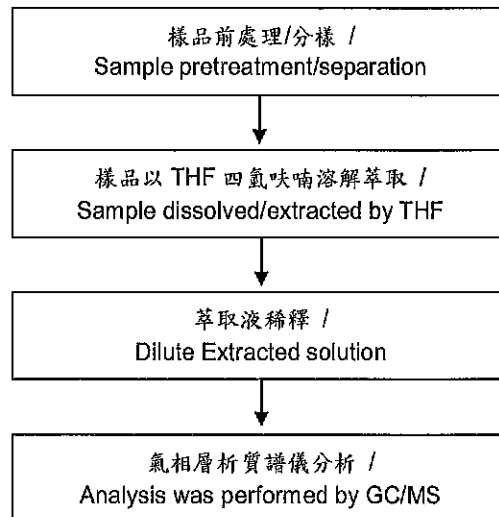 樣品前處理/分樣 /
Sample pretreatment/separation
樣品以 THF 四氫呋喃溶解萃取 /
Sample dissolved/extracted by THF
萃取液稀釋 /
Dilute Extracted solution
氣相層析質譜儀分析 /
Analysis was performed by GC/MS